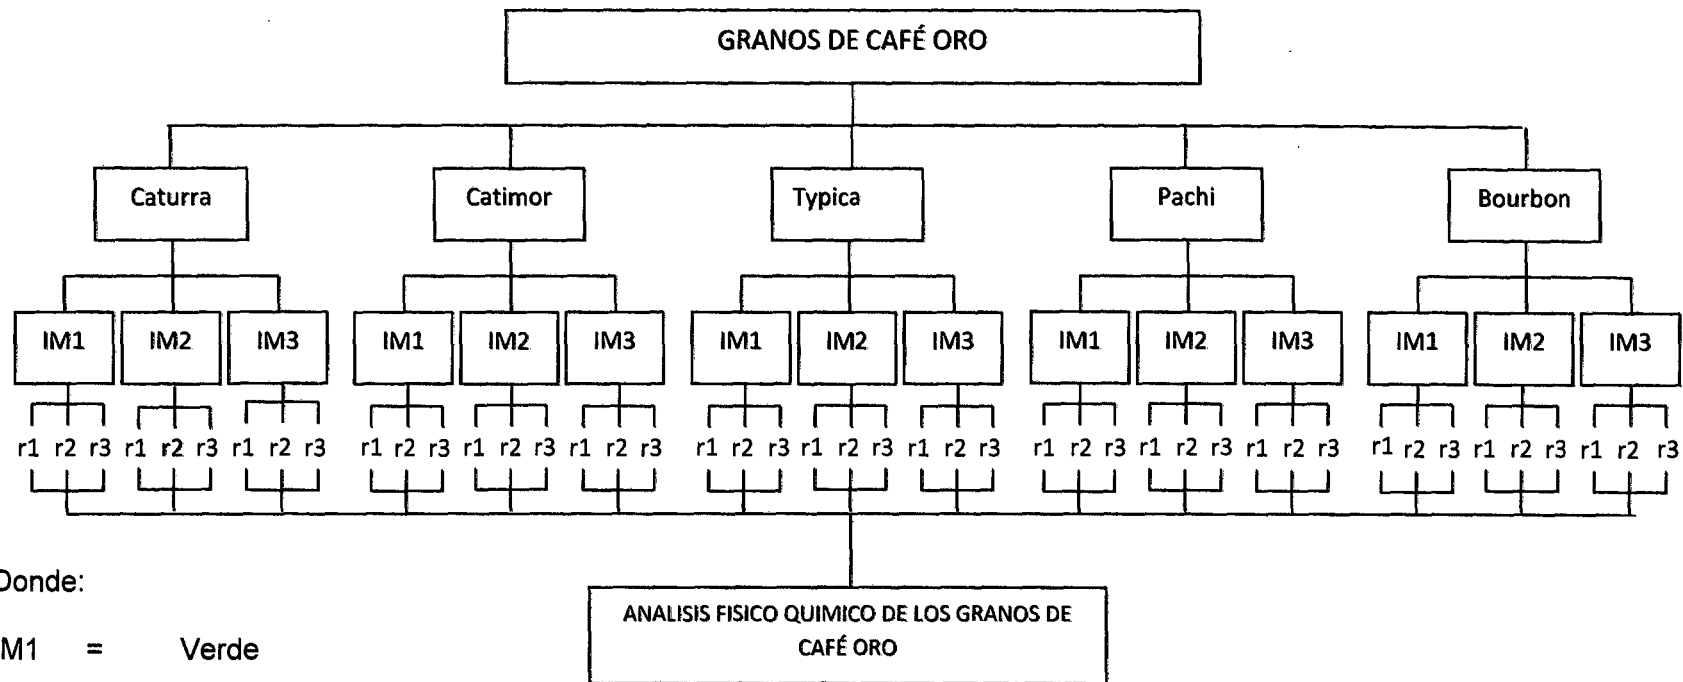 GRANOS DE CAFÉ ORO
Caturra Catimor Typica Pachi Bourbon
IM1 IM2 IM3 IM1 IM2 IM3 IM1 IM2 IM3 IM1 IM2 IM3 IM1 IM2 IM3
r1 r2 r3 r1 r2 r3 r1 r2 r3 r1 r2 r3 r1 r2 r3 r1 r2 r3 r1 r2 r3 r1 r2 r3 r1 r2 r3 r1 r2 r3 r1 r2 r3 r1 r2 r3 r1 r2 r3 r1 r2 r3 r1 r2 r3
Donde:
M1 = Verde
ANALISIS FISICO QUIMICO DE LOS GRANOS DE
CAFÉ ORO